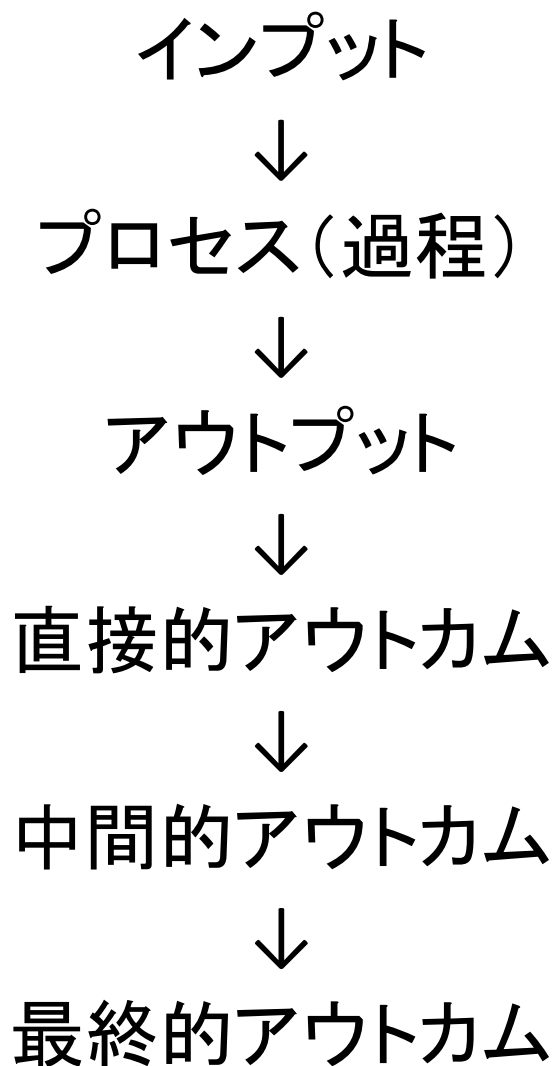 インプット
↓
プロセス（過程）
↓
アウトプット
↓
直接的アウトカム
↓
中間的アウトカム
↓
最終的アウトカム